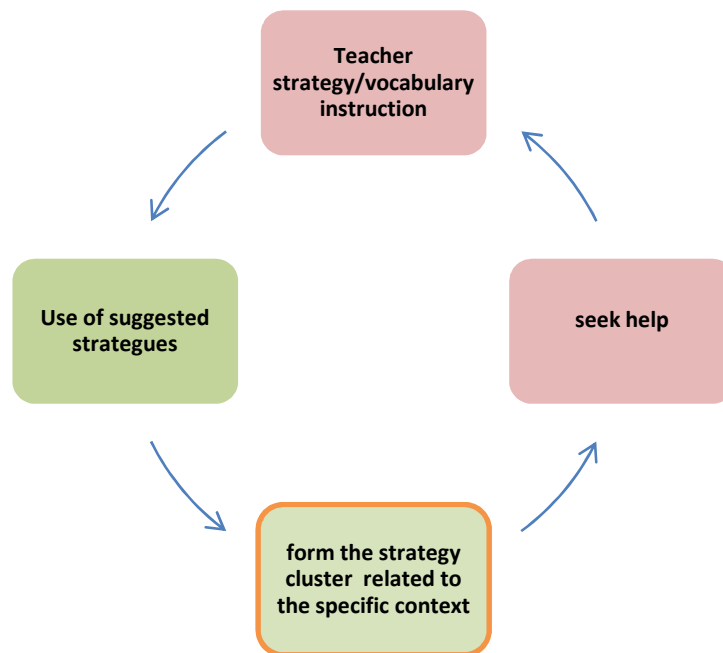 Teacher
strategy/vocabulary
instruction
Use of suggested
strategues
seek help
form the strategy
cluster related to
the specific context